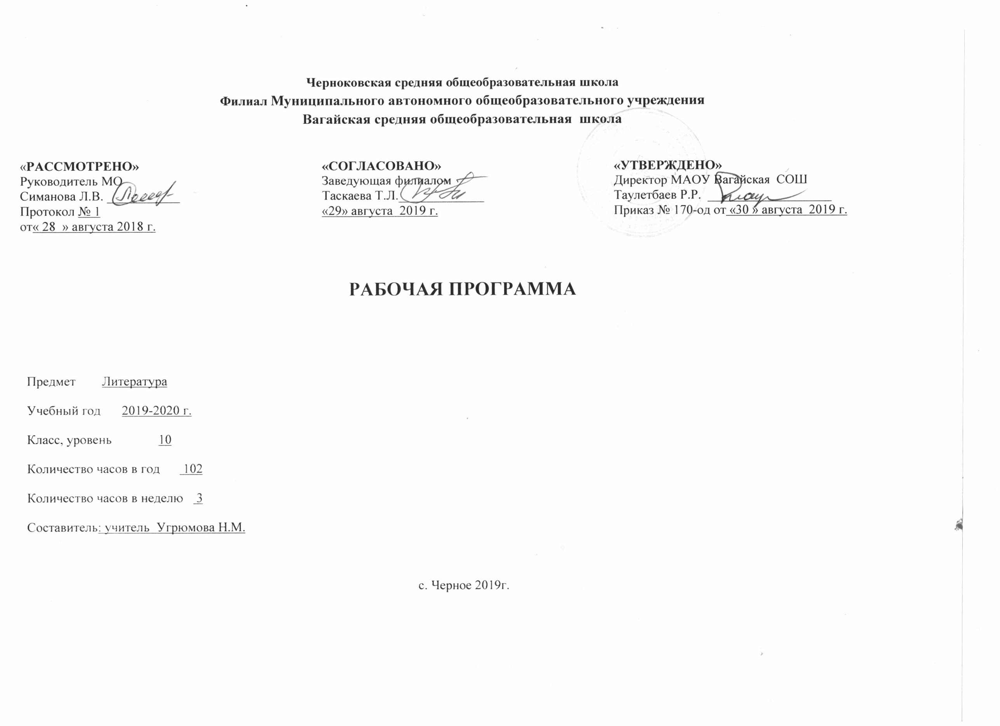 Черноковская средняя общеобразовательная школа
Филиал Муниципального автономного общеобразовательного учреждения
Вагайская средняя общеобразовательная школа
«РАССМОТРЕНО»
Руководитель МО
Симанова Л.В.
Протокол № 1
от« 28 » августа 2018 г.
«СОГЛАСОВАНО»
Заведующая филиалом
Таскаева Т.Л.
«29» августа 2019 г.
«УТВЕРЖДЕНО»
Директор МАОУ Вагайская СОШ
Таулетбаев Р.Р.
Приказ № 170-од от «30 » августа 2019 г.
РАБОЧАЯ ПРОГРАММА
Предмет Литература
Учебный год 2019-2020 г.
Класс, уровень 10
Количество часов в год 102
Количество часов в неделю 3
Составитель: учитель Угрюмова Н.М.
с. Черное 2019г.